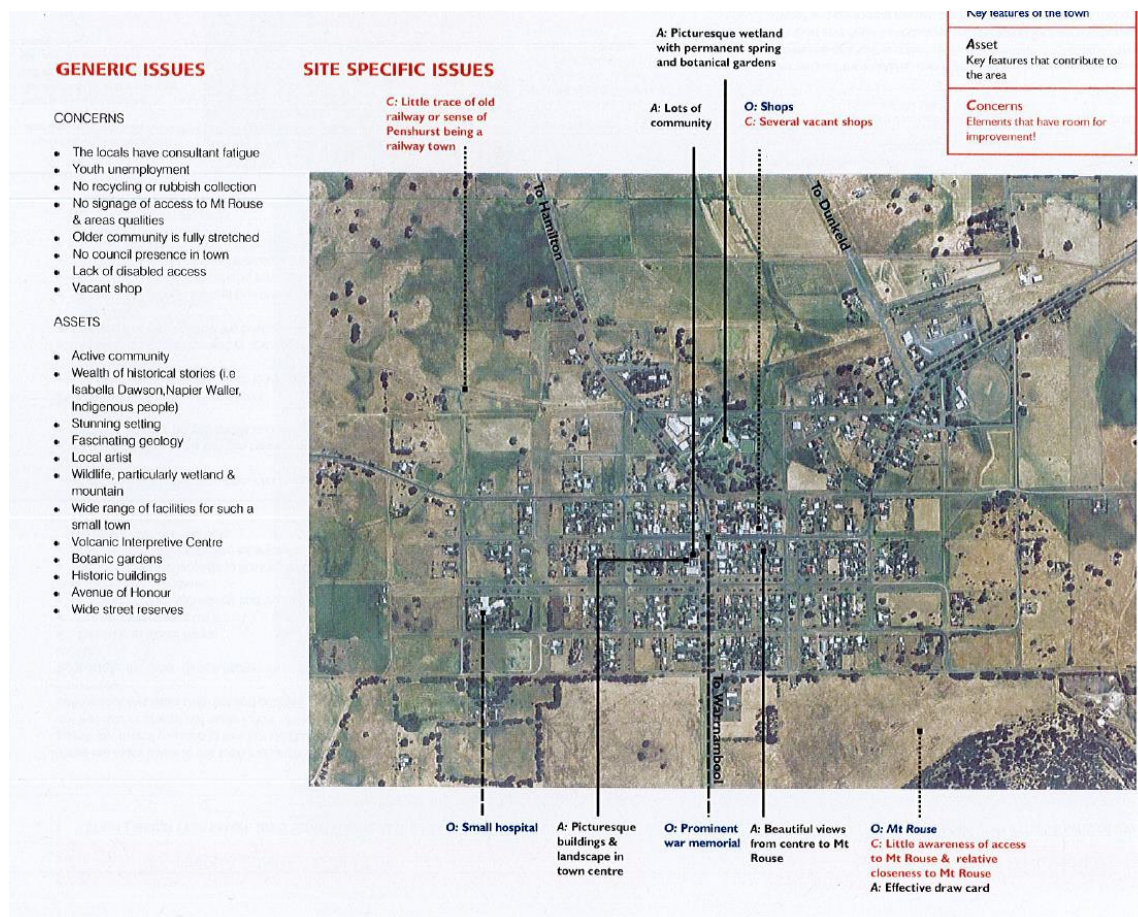 Key features of the town
Asset
Key features that contribute to
the area
Concerns
Elements that have room for
improvement!
GENERIC ISSUES
CONCERNS
The locals have consultant fatigue
Youth unemployment
No recycling or rubbish collection
No signage of access to Mt Rouse
& areas qualities
Older community is fully stretched
No council presence in town
Lack of disabled access
Vacant shop
ASSETS
Active community
Wealth of historical stories (i.e
Isabella Dawson,Napier Waller,
Indigenous people)
Stunning setting
Fascinating geology
Local artist
Wildlife, particularly wetland &
mountain
Wide range of facilities for such a
small town
Volcanic Interpretive Centre
Botanic gardens
Historic buildings
Avenue of Honour
Wide street reserves
SITE SPECIFIC ISSUES
C: Little trace of old
railway or sense of
Penshurst being a
railway town
A: Picturesque wetland
with permanent spring
and botanical gardens
A: Lots of
community
O: Shops
C: Several vacant shops
To Hamilton
To Dunkeld
To Warrnambool
O: Small hospital
A: Picturesque
buildings &
landscape in
town centre
O: Prominent
war memorial
A: Beautiful views
from centre to Mt
Rouse
O: Mt Rouse
C: Little awareness of access
to Mt Rouse & relative
closeness to Mt Rouse
A: Effective draw card